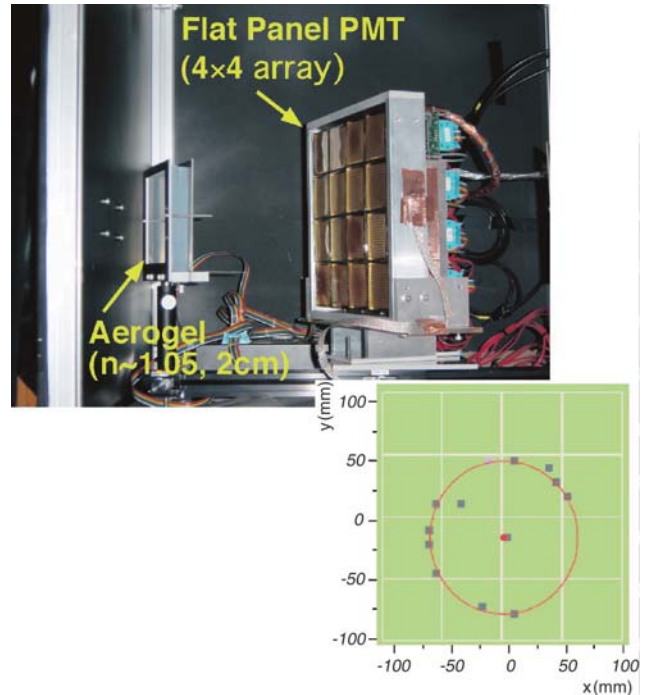 Flat Panel PMT
(4×4 array)
Aerogel
(n~1.05, 2cm)
y(mm)
100
50
0
-50
-100
-100
-50
0
50
100
x(mm)